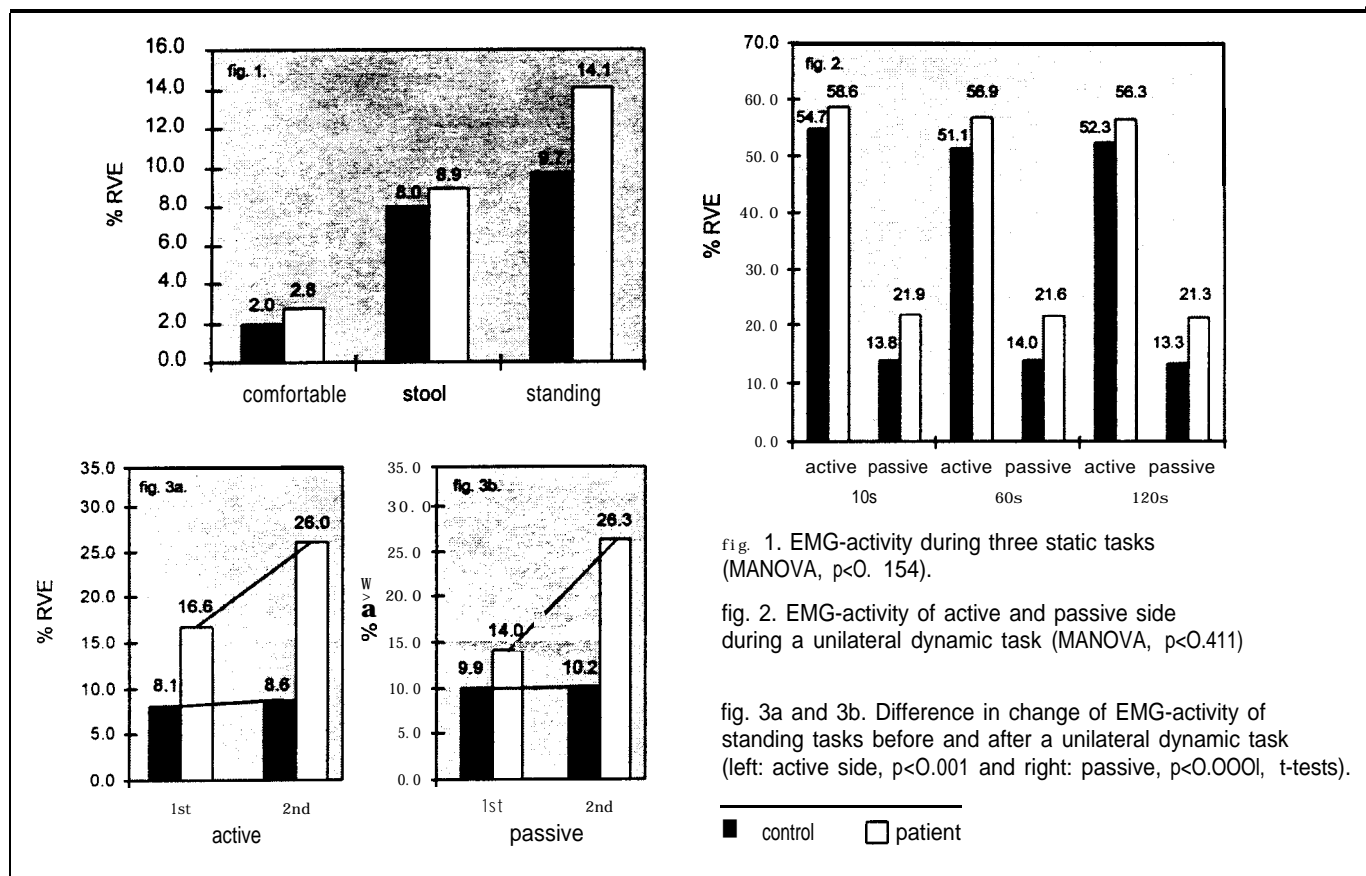 fig. 1.
16.0
14.0
12.0
10.0
8.0
6.0
4.0
2.0
0.0
% RVE
2.0
2.8
8.0
8.9
9.7
14.1
comfortable stool standing
fig. 2.
70.0
60.0
50.0
40.0
30.0
20.0
10.0
0.0
% RVE
54.7
58.6
13.8
21.9
51.1
56.9
14.0
21.6
52.3
56.3
13.3
21.3
active passive active passive active passive
10s 60s 120s
fig. 3a.
35.0
30.0
25.0
20.0
15.0
10.0
5.0
0.0
% RVE
8.1
16.6
8.6
26.0
1st 2nd
active
fig. 3b.
35.0
30.0
25.0
20.0
15.0
10.0
5.0
0.0
% a > W
9.9
14.0
10.2
26.3
1st 2nd
passive
fig. 1. EMG-activity during three static tasks
(MANOVA, p<O. 154).
fig. 2. EMG-activity of active and passive side
during a unilateral dynamic task (MANOVA, p<O.411)
fig. 3a and 3b. Difference in change of EMG-activity of
standing tasks before and after a unilateral dynamic task
(left: active side, p<O.001 and right: passive, p<O.OOOl, t-tests).
control patient